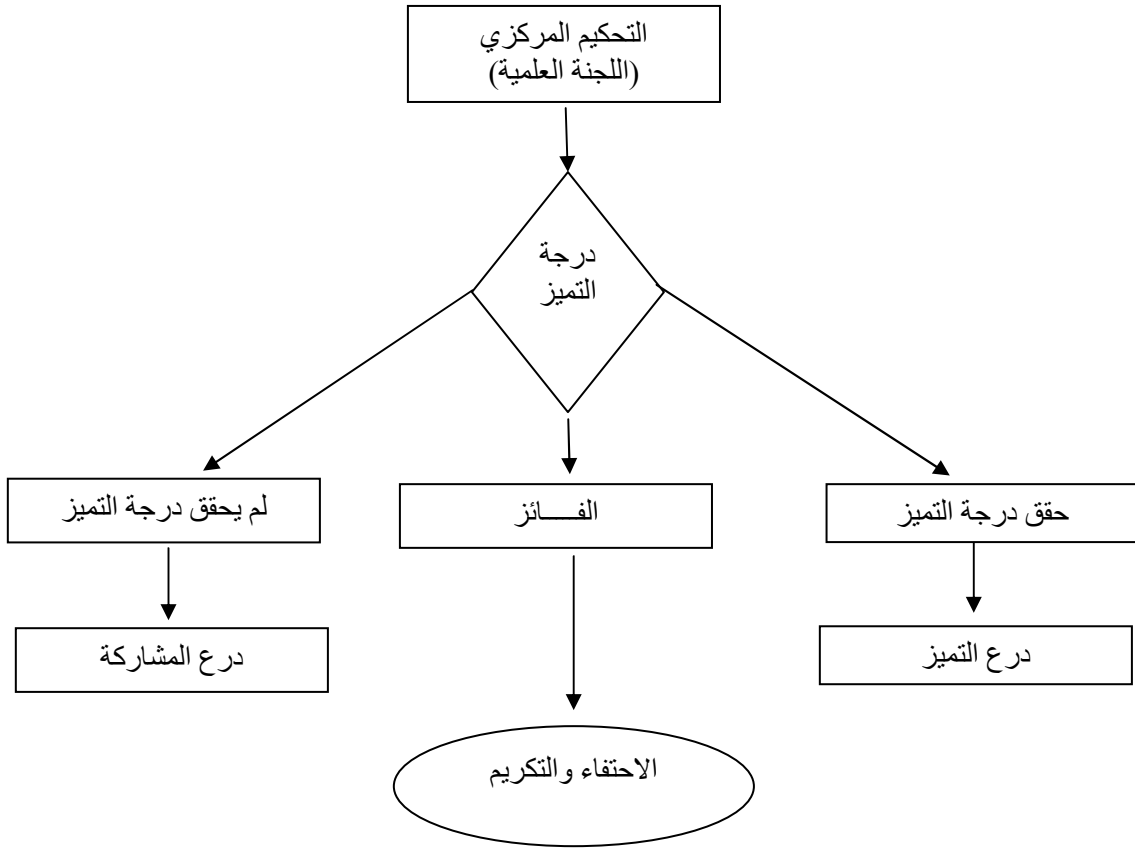 التحكيم المركزي
(اللجنة العلمية)
درجة
التميز
حقق درجة التميز
الفـــــائز
لم يحقق درجة التميز
درع التميز
درع المشاركة
الاحتفاء والتكريم